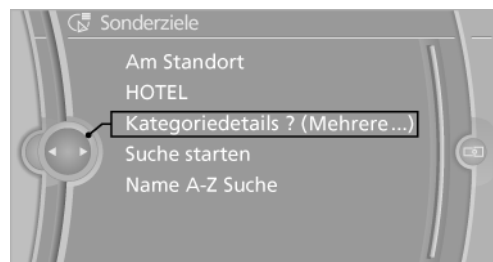 Sonderziele
Am Standort
HOTEL
Kategoriedetails ? (Mehrere...)
Suche starten
Name A-Z Suche